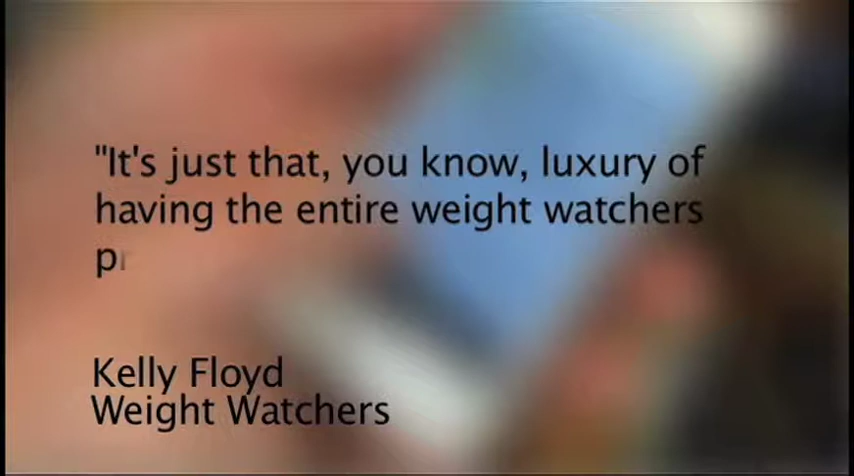 "It's just that, you know, luxury of
having the entire weight watchers
Kelly Floyd
Weight Watchers